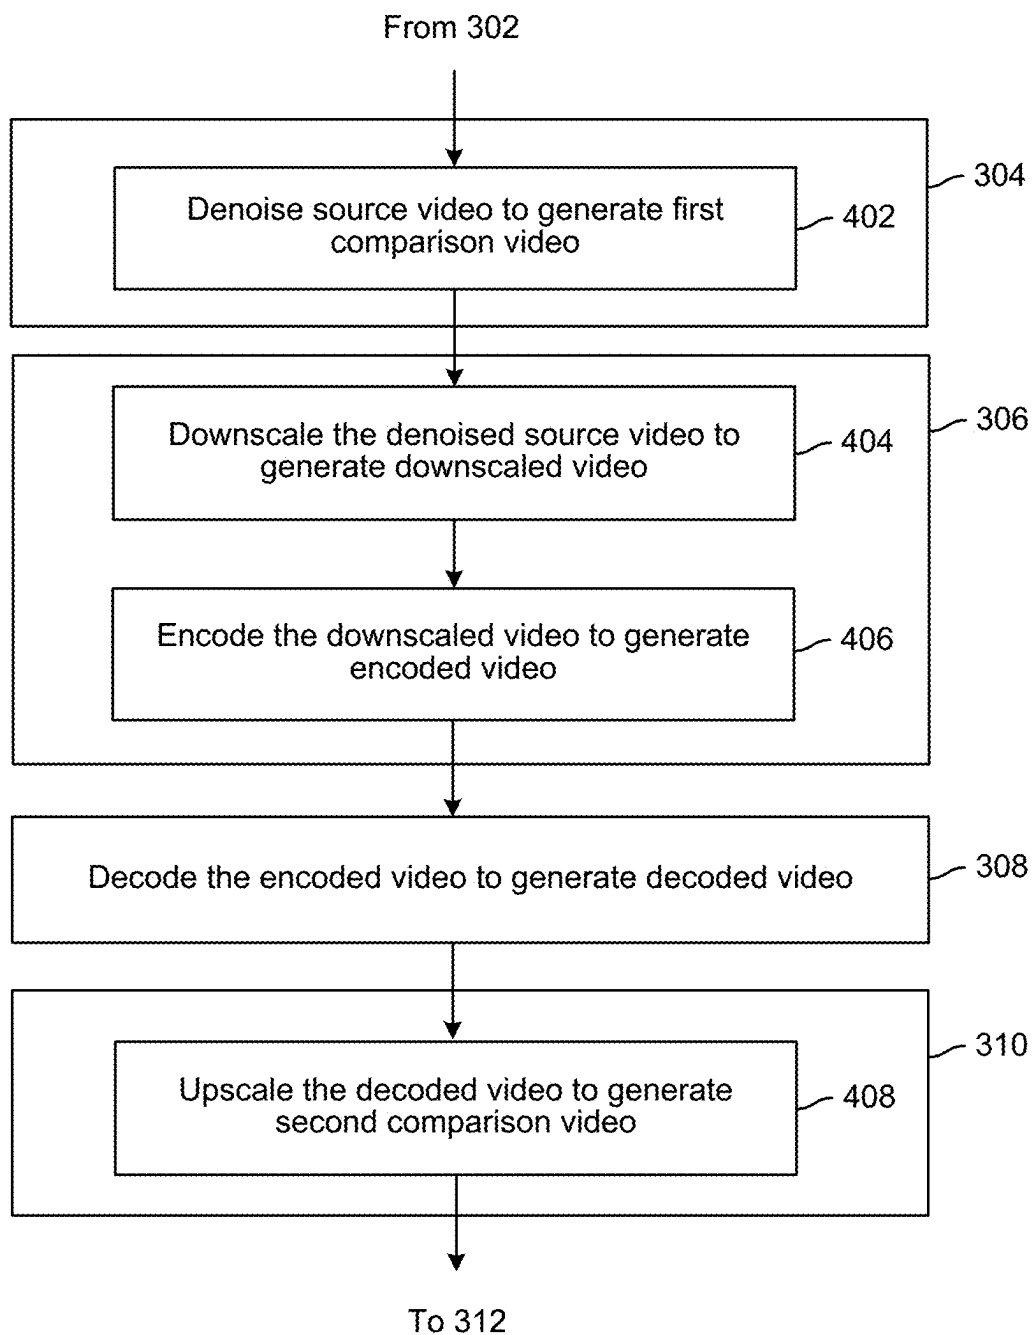 From 302
304
Denoise source video to generate first
comparison video
402
306
Downscale the denoised source video to
generate downscaled video
404
Encode the downscaled video to generate
encoded video
406
Decode the encoded video to generate decoded video
308
310
Upscale the decoded video to generate
second comparison video
408
To 312